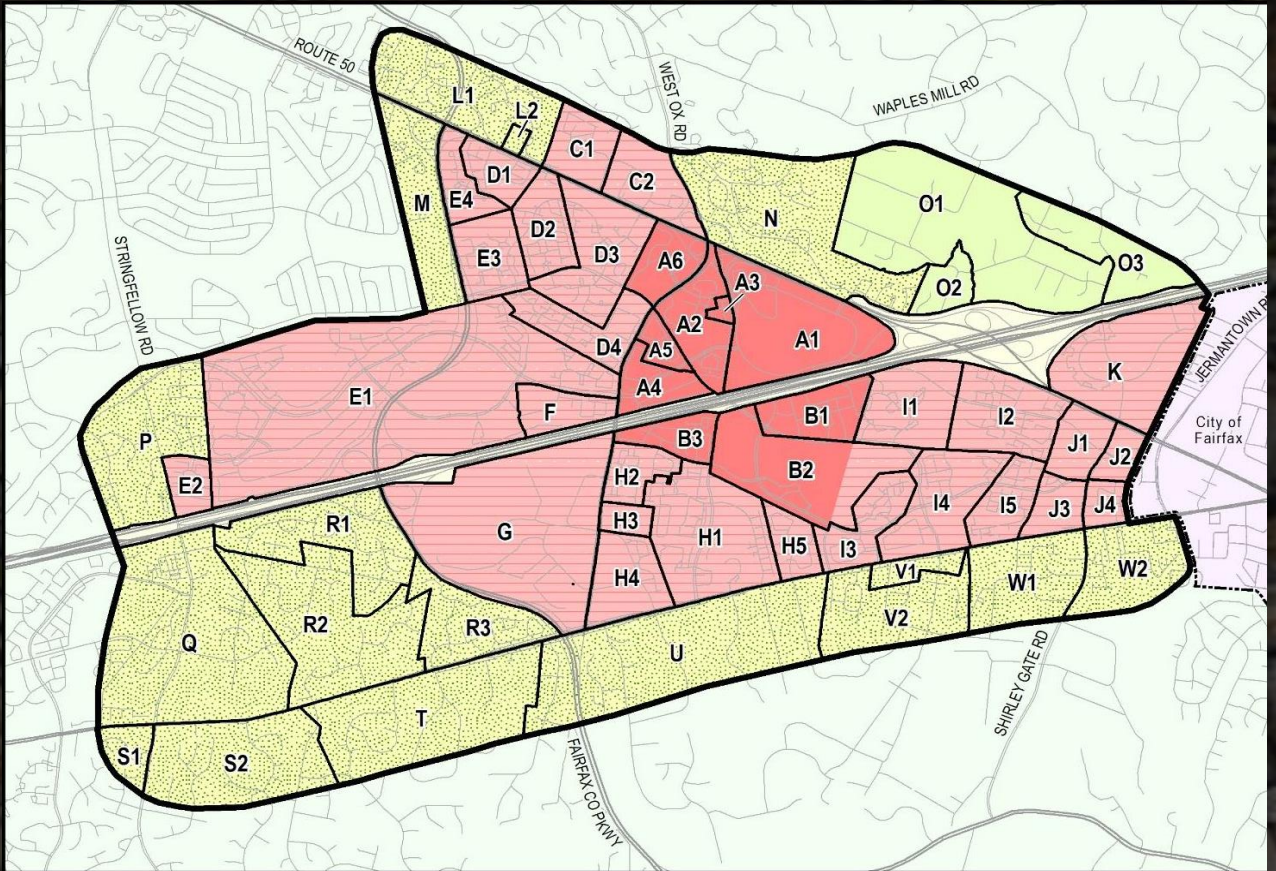 ROUTE 50
WEST OX RD
WAPLES MILL RD
L1
L2
C1
C2
D1
E4
M
N
O1
O2
O3
D2
D3
E3
A6
A3
STRINGFELLOW RD
A2
A1
D4
A5
A4
K
JERMANTOWN R
E1
F
B1
I1
I2
City of
Fairfax
P
B3
J1
J2
E2
H2
B2
I4
I5
J3
J4
R1
G
H3
H1
H5
I3
H4
V1
W1
W2
Q
R2
R3
U
V2
SHIRLEY GATE RD
T
S1
S2
FAIRFAX CO PKWY